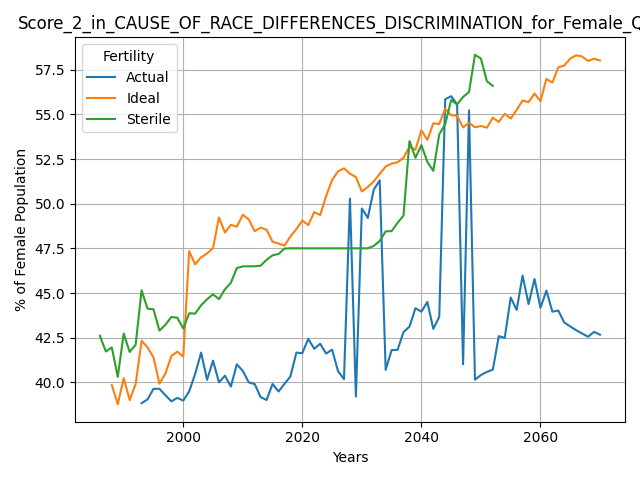 Score_2_in_CAUSE_OF_RACE_DIFFERENCES_DISCRIMINATION_for_Female_Q
Fertility
Actual
Ideal
Sterile
% of Female Population
57.5
55.0
52.5
50.0
47.5
45.0
42.5
40.0
2000
2020
2040
2060
Years